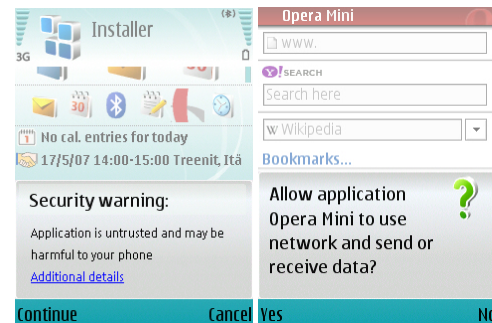 Installer
3G
30
No cal. entries for today
17/5/07 14:00-15:00 Treenit, Itä
Security warning:
Application is untrusted and may be
harmful to your phone
Additional details
Continue Cancel
Opera Mini
www.
Y! SEARCH
Search here
W Wikipedia
Bookmarks...
Allow application
Opera Mini to use
network and send or
receive data?
Yes